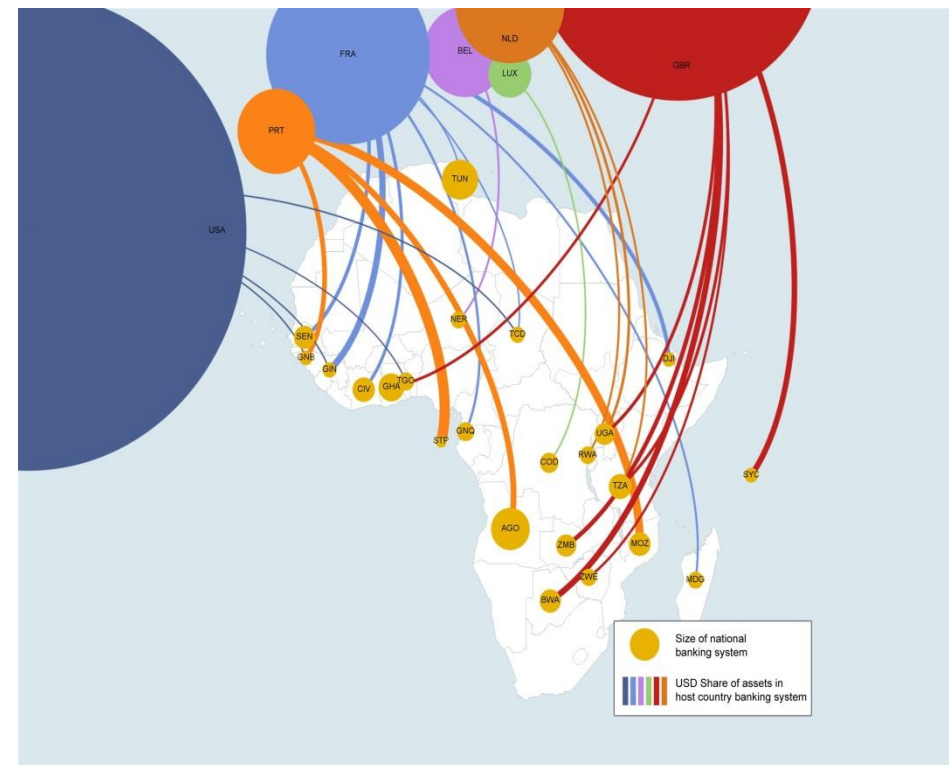 NLD
FRA
BEL
GBR
LUX
PRT
TUN
USA
NER
SEN
TCD
GNB
DJI
GIN
TGO
CIV
GHA
GNQ
UGA
STP
RWA
COD
SYC
TZA
AGO
ZMB
MOZ
ZWE
MDG
BWA
Size of national
banking system
USD Share of assets in
host country banking system